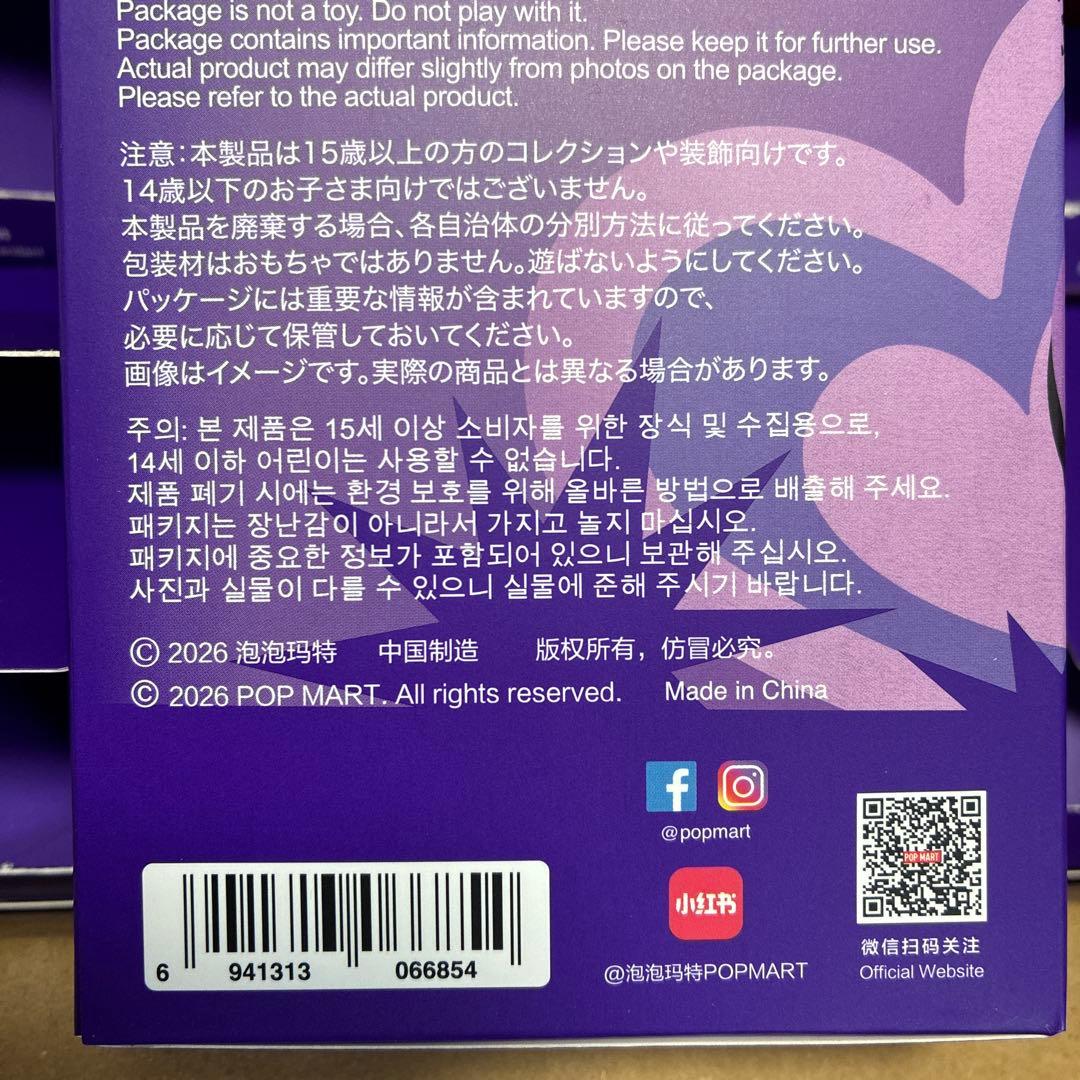 Package is not a toy. Do not play with it.
Package contains important information. Please keep it for further use.
Actual product may differ slightly from photos on the package.
Please refer to the actual product.
注意：本製品は15歳以上の方のコレクションや装飾向けです。
14歳以下のお子さま向けではございません。
本製品を廃棄する場合、各自治体の分別方法に従ってください。
包装材はおもちゃではありません。遊ばないようにしてください。
パッケージには重要な情報が含まれていますので、
必要に応じて保管しておいてください。
画像はイメージです。実際の商品とは異なる場合があります。
주의: 본 제품은 15세 이상 소비자를 위한 장식 및 수집용으로,
14세 이하 어린이는 사용할 수 없습니다.
제품 폐기 시에는 환경 보호를 위해 올바른 방법으로 배출해 주세요.
패키지는 장난감이 아니라서 가지고 놀지 마십시오.
패키지에 중요한 정보가 포함되어 있으니 보관해 주십시오.
사진과 실물이 다를 수 있으니 실물에 준해 주시기 바랍니다.
© 2026 泡泡玛特 中国制造 版权所有，仿冒必究。
© 2026 POP MART. All rights reserved. Made in China
@popmart
POP MART
小红书
微信扫码关注
@泡泡玛特POPMART
Official Website
6 941313 066854